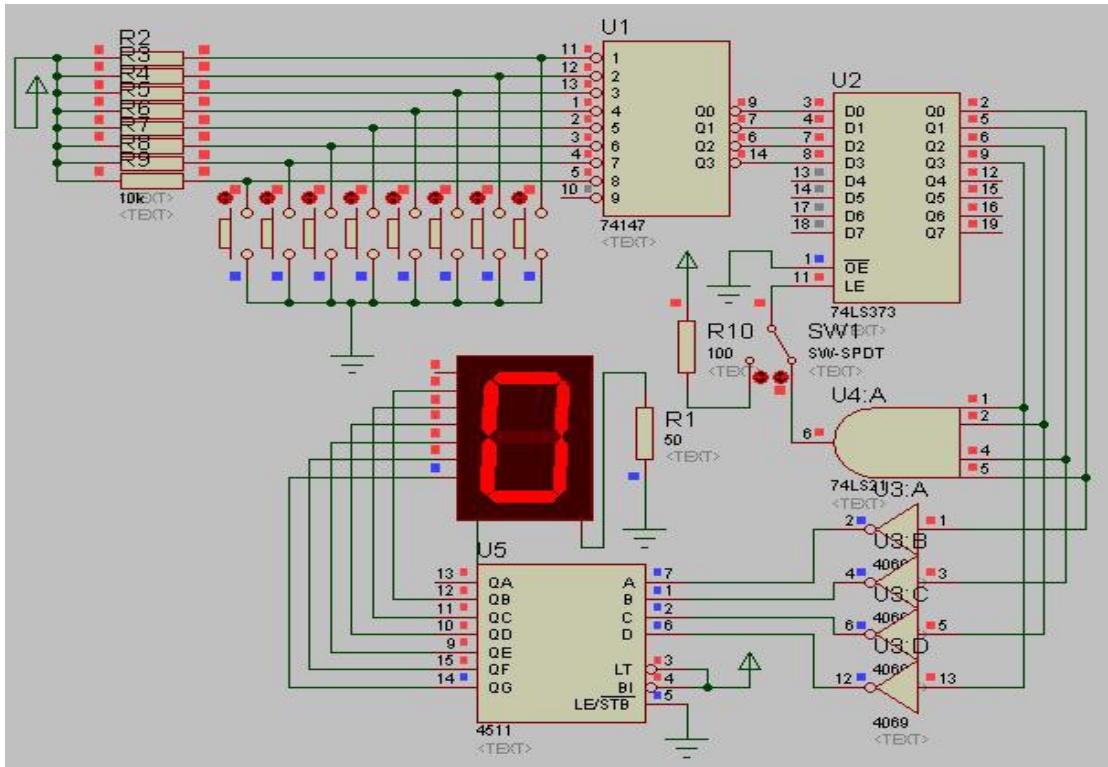 R2
R3
R4
R5
R6
R7
R8
R9
10k
<TEXT>
<TEXT>
U1
11 1
12 2
13 3
1 4
2 5
3 6
4 7
5 8
10 9
Q0 9
Q1 7
Q2 6
Q3 14
74147
<TEXT>
U2
3 D0 Q0 2
4 D1 Q1 5
7 D2 Q2 6
8 D3 Q3 9
13 D4 Q4 12
14 D5 Q5 15
17 D6 Q6 16
18 D7 Q7 19
1 OE
11 LE
74LS373
<TEXT>
R10
100
<TEXT>
SW1
SW-SPDT
<TEXT>
U4:A
1
2
6
4
5
74LS21
<TEXT>
R1
50
<TEXT>
U3:A
2 1
U3:B
4069
4 3
U3:C
4069
6 5
U3:D
4069
12 13
4069
<TEXT>
U5
13 QA A 7
12 QB B 1
11 QC C 2
10 QD D 6
9 QE
15 QF LT 3
14 QG BI 4
LE/STB 5
4511
<TEXT>